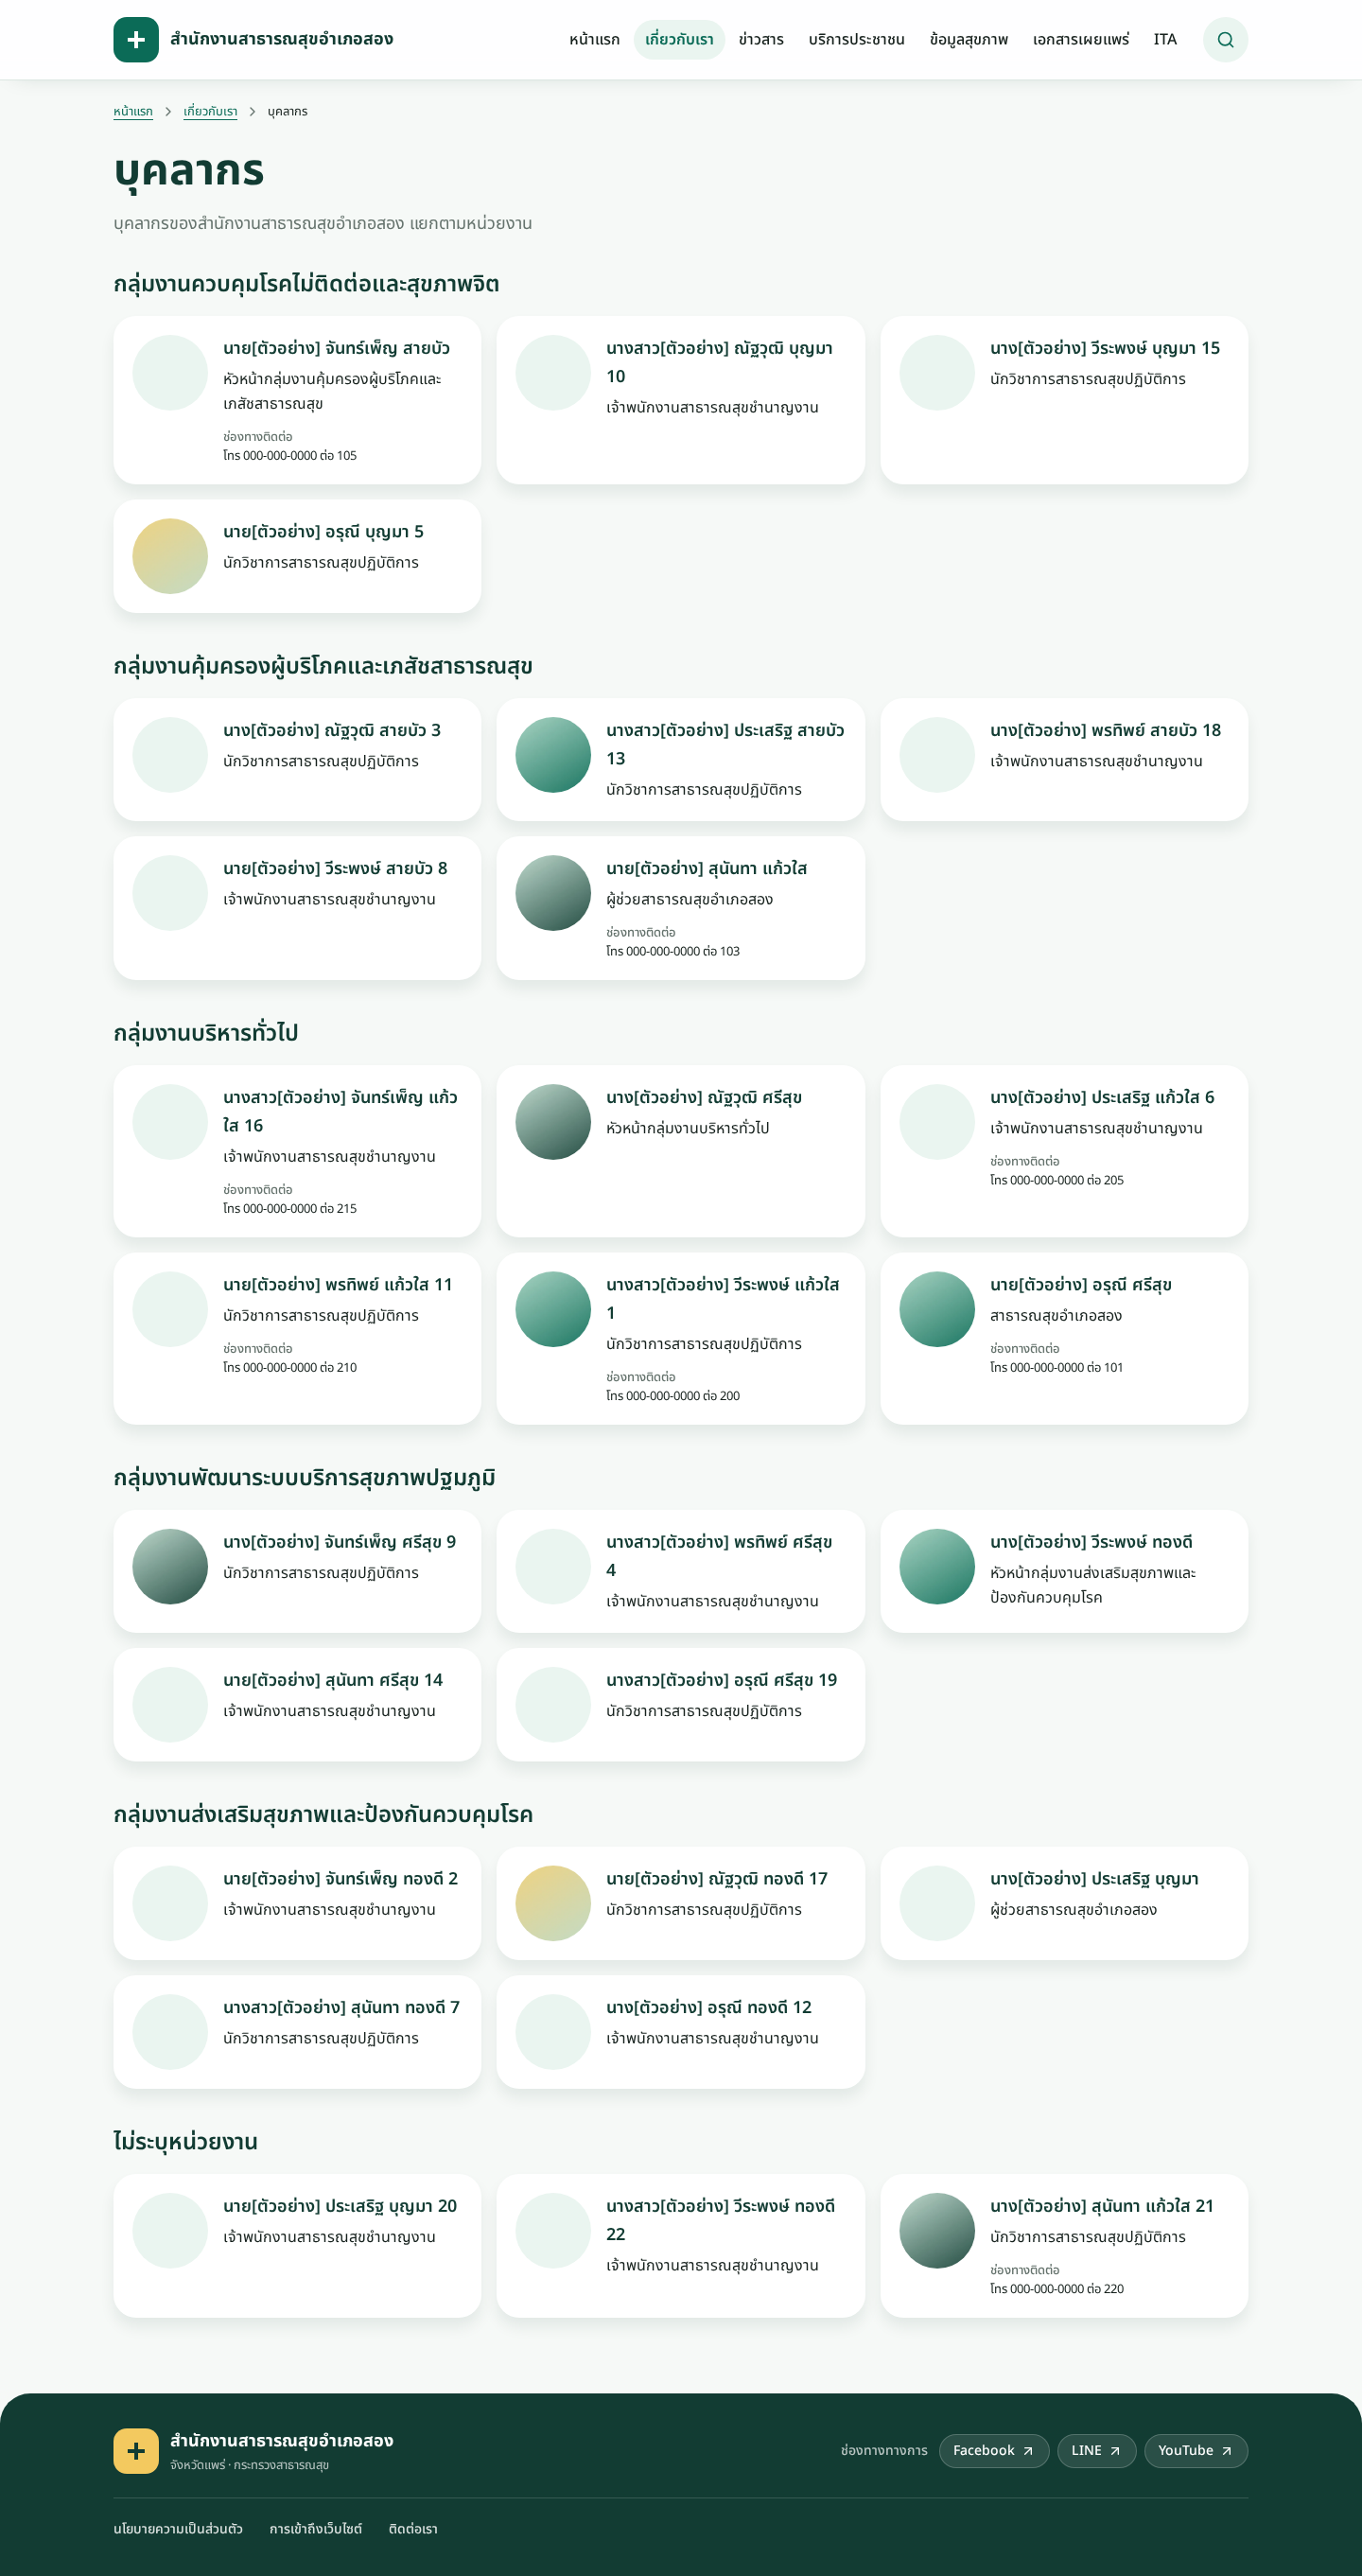 สำนักงานสาธารณสุขอำเภอสอง
หน้าแรก
เกี่ยวกับเรา
ข่าวสาร
บริการประชาชน
ข้อมูลสุขภาพ
เอกสารเผยแพร่
ITA
หน้าแรก
เกี่ยวกับเรา
บุคลากร
บุคลากร
บุคลากรของสำนักงานสาธารณสุขอำเภอสอง แยกตามหน่วยงาน
กลุ่มงานควบคุมโรคไม่ติดต่อและสุขภาพจิต
นาย[ตัวอย่าง] จันทร์เพ็ญ สายบัว
หัวหน้ากลุ่มงานคุ้มครองผู้บริโภคและ
เภสัชสาธารณสุข
ช่องทางติดต่อ
โทร 000-000-0000 ต่อ 105
นางสาว[ตัวอย่าง] ณัฐวุฒิ บุญมา
10
เจ้าพนักงานสาธารณสุขชำนาญงาน
นาง[ตัวอย่าง] วีระพงษ์ บุญมา 15
นักวิชาการสาธารณสุขปฏิบัติการ
นาย[ตัวอย่าง] อรุณี บุญมา 5
นักวิชาการสาธารณสุขปฏิบัติการ
กลุ่มงานคุ้มครองผู้บริโภคและเภสัชสาธารณสุข
นาง[ตัวอย่าง] ณัฐวุฒิ สายบัว 3
นักวิชาการสาธารณสุขปฏิบัติการ
นางสาว[ตัวอย่าง] ประเสริฐ สายบัว
13
นักวิชาการสาธารณสุขปฏิบัติการ
นาง[ตัวอย่าง] พรทิพย์ สายบัว 18
เจ้าพนักงานสาธารณสุขชำนาญงาน
นาย[ตัวอย่าง] วีระพงษ์ สายบัว 8
เจ้าพนักงานสาธารณสุขชำนาญงาน
นาย[ตัวอย่าง] สุนันทา แก้วใส
ผู้ช่วยสาธารณสุขอำเภอสอง
ช่องทางติดต่อ
โทร 000-000-0000 ต่อ 103
กลุ่มงานบริหารทั่วไป
นางสาว[ตัวอย่าง] จันทร์เพ็ญ แก้ว
ใส 16
เจ้าพนักงานสาธารณสุขชำนาญงาน
ช่องทางติดต่อ
โทร 000-000-0000 ต่อ 215
นาง[ตัวอย่าง] ณัฐวุฒิ ศรีสุข
หัวหน้ากลุ่มงานบริหารทั่วไป
นาง[ตัวอย่าง] ประเสริฐ แก้วใส 6
เจ้าพนักงานสาธารณสุขชำนาญงาน
ช่องทางติดต่อ
โทร 000-000-0000 ต่อ 205
นาย[ตัวอย่าง] พรทิพย์ แก้วใส 11
นักวิชาการสาธารณสุขปฏิบัติการ
ช่องทางติดต่อ
โทร 000-000-0000 ต่อ 210
นางสาว[ตัวอย่าง] วีระพงษ์ แก้วใส
1
นักวิชาการสาธารณสุขปฏิบัติการ
ช่องทางติดต่อ
โทร 000-000-0000 ต่อ 200
นาย[ตัวอย่าง] อรุณี ศรีสุข
สาธารณสุขอำเภอสอง
ช่องทางติดต่อ
โทร 000-000-0000 ต่อ 101
กลุ่มงานพัฒนาระบบบริการสุขภาพปฐมภูมิ
นาง[ตัวอย่าง] จันทร์เพ็ญ ศรีสุข 9
นักวิชาการสาธารณสุขปฏิบัติการ
นางสาว[ตัวอย่าง] พรทิพย์ ศรีสุข
4
เจ้าพนักงานสาธารณสุขชำนาญงาน
นาง[ตัวอย่าง] วีระพงษ์ ทองดี
หัวหน้ากลุ่มงานส่งเสริมสุขภาพและ
ป้องกันควบคุมโรค
นาย[ตัวอย่าง] สุนันทา ศรีสุข 14
เจ้าพนักงานสาธารณสุขชำนาญงาน
นางสาว[ตัวอย่าง] อรุณี ศรีสุข 19
นักวิชาการสาธารณสุขปฏิบัติการ
กลุ่มงานส่งเสริมสุขภาพและป้องกันควบคุมโรค
นาย[ตัวอย่าง] จันทร์เพ็ญ ทองดี 2
เจ้าพนักงานสาธารณสุขชำนาญงาน
นาย[ตัวอย่าง] ณัฐวุฒิ ทองดี 17
นักวิชาการสาธารณสุขปฏิบัติการ
นาง[ตัวอย่าง] ประเสริฐ บุญมา
ผู้ช่วยสาธารณสุขอำเภอสอง
นางสาว[ตัวอย่าง] สุนันทา ทองดี 7
นักวิชาการสาธารณสุขปฏิบัติการ
นาง[ตัวอย่าง] อรุณี ทองดี 12
เจ้าพนักงานสาธารณสุขชำนาญงาน
ไม่ระบุหน่วยงาน
นาย[ตัวอย่าง] ประเสริฐ บุญมา 20
เจ้าพนักงานสาธารณสุขชำนาญงาน
นางสาว[ตัวอย่าง] วีระพงษ์ ทองดี
22
เจ้าพนักงานสาธารณสุขชำนาญงาน
นาง[ตัวอย่าง] สุนันทา แก้วใส 21
นักวิชาการสาธารณสุขปฏิบัติการ
ช่องทางติดต่อ
โทร 000-000-0000 ต่อ 220
สำนักงานสาธารณสุขอำเภอสอง
จังหวัดแพร่ · กระทรวงสาธารณสุข
ช่องทางทางการ
Facebook
LINE
YouTube
นโยบายความเป็นส่วนตัว
การเข้าถึงเว็บไซต์
ติดต่อเรา